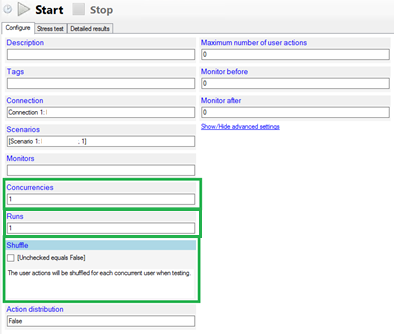 Start Stop
Configure Stress test Detailed results
Description
Tags
Connection
Connection 1:
Scenarios
[Scenario 1: , 1]
Monitors
Concurrencies
1
Runs
1
Shuffle
[Unchecked equals False]
The user actions will be shuffled for each concurrent user when testing.
Action distribution
False
Maximum number of user actions
0
Monitor before
0
Monitor after
0
Show/Hide advanced settings